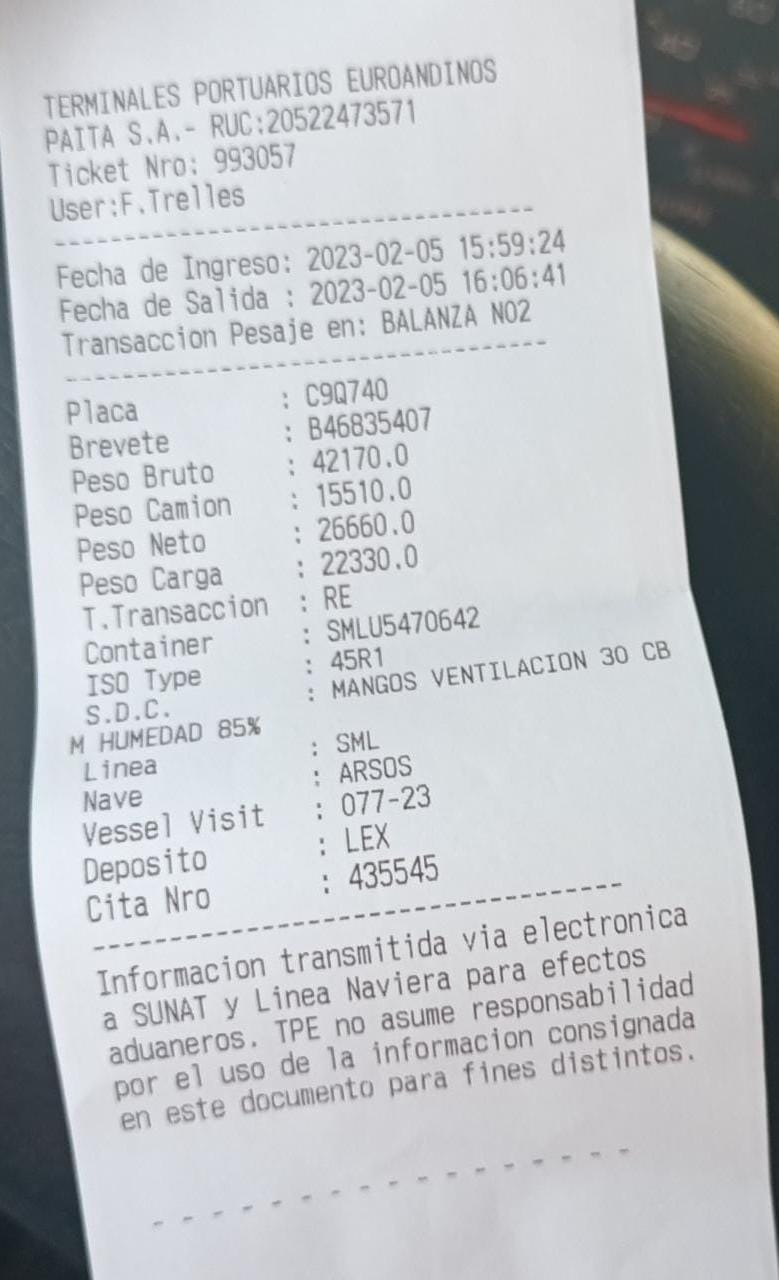 TERMINALES PORTUARIOS EUROANDINOS
PAITA S.A.- RUC:20522473571
Ticket Nro: 993057
User:F.Trelles
Fecha de Ingreso: 2023-02-05 15:59:24
Fecha de Salida : 2023-02-05 16:06:41
Transaccion Pesaje en: BALANZA NO2
Placa : C9Q740
Brevete : B46835407
Peso Bruto : 42170.0
Peso Camion : 15510.0
Peso Neto : 26660.0
Peso Carga : 22330.0
T.Transaccion : RE
Container : SMLU5470642
ISO Type : 45R1
S.D.C. : MANGOS VENTILACION 30 CB
M HUMEDAD 85%
Linea : SML
Nave : ARSOS
Vessel Visit : 077-23
Deposito : LEX
Cita Nro : 435545
Informacion transmitida via electronica
a SUNAT y Linea Naviera para efectos
aduaneros. TPE no asume responsabilidad
por el uso de la informacion consignada
en este documento para fines distintos.